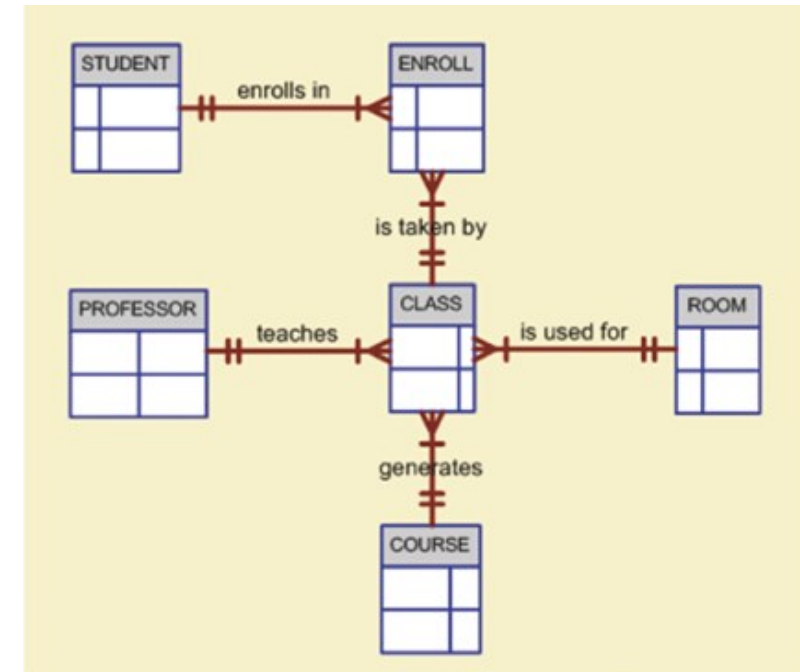 STUDENT
enrolls in
ENROLL
is taken by
PROFESSOR
teaches
CLASS
is used for
ROOM
generates
COURSE